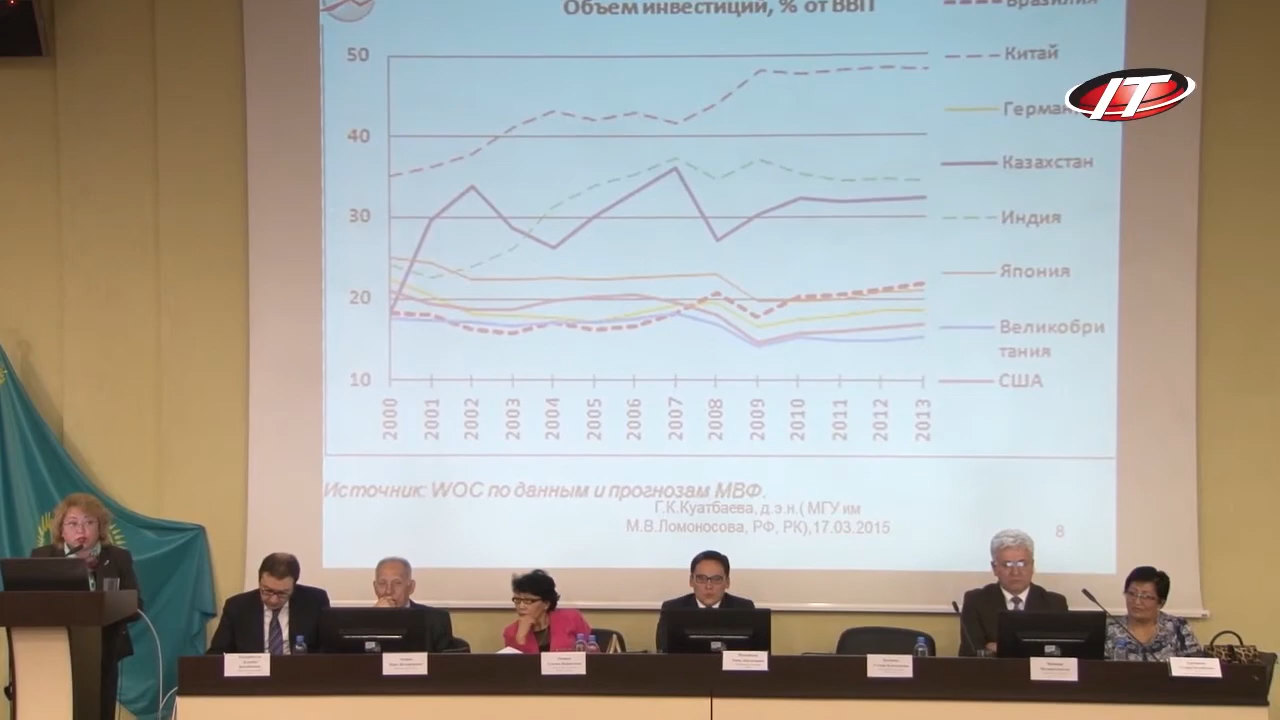 Объем инвестиций, % от ВВП
Бразилия
50
Китай
IT
40
Казахстан
30
Индия
20
Япония
Великобри
тания
10
США
2000 2001 2002 2003 2004 2005 2006 2007 2008 2009 2010 2011 2012 2013
Источник: WOC по данным и прогнозам МВФ.
Г.К.Куатбаева, д.э.н.( МГУ им
М.В.Ломоносова, РФ, РК),17.03.2015
8